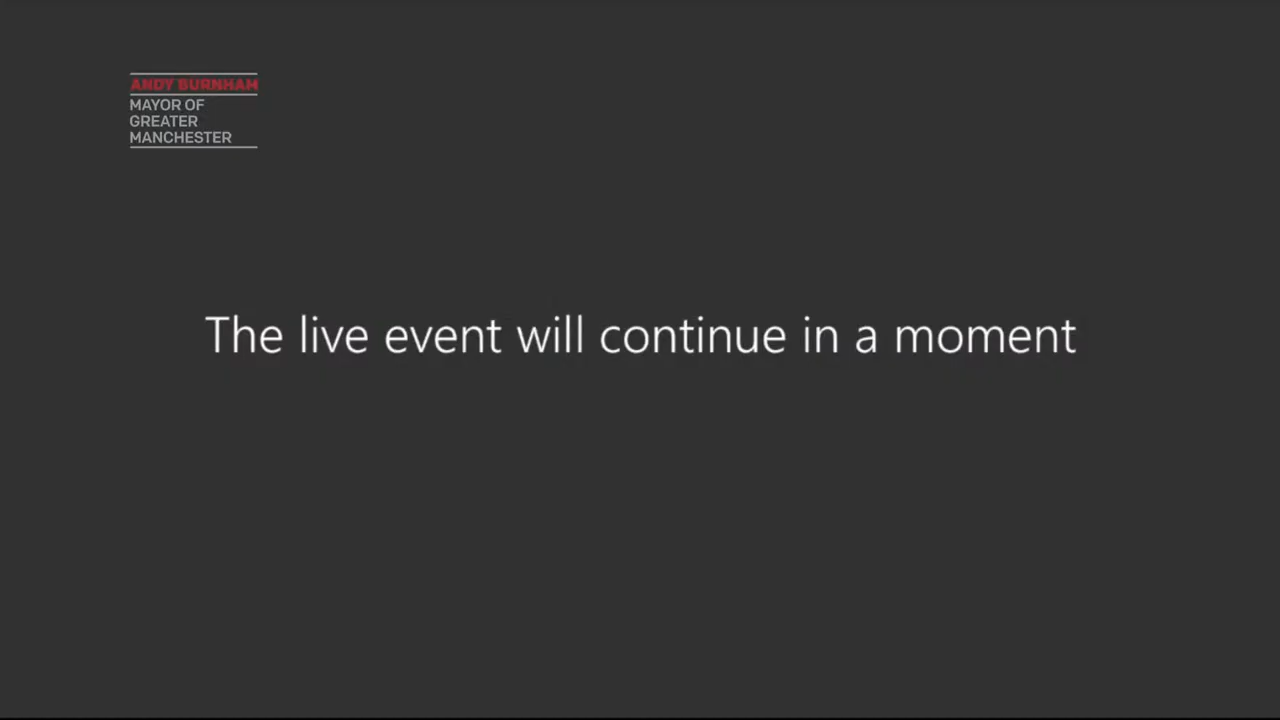 ANDY BURNHAM
MAYOR OF
GREATER
MANCHESTER
The live event will continue in a moment